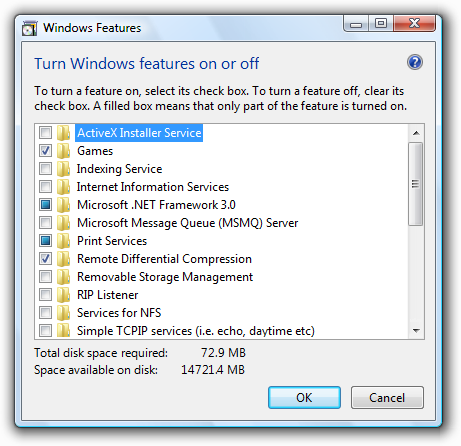 Windows Features
Turn Windows features on or off
To turn a feature on, select its check box. To turn a feature off, clear its
check box. A filled box means that only part of the feature is turned on.
ActiveX Installer Service
Games
Indexing Service
Internet Information Services
Microsoft .NET Framework 3.0
Microsoft Message Queue (MSMQ) Server
Print Services
Remote Differential Compression
Removable Storage Management
RIP Listener
Services for NFS
Simple TCPIP services (i.e. echo, daytime etc)
Total disk space required: 72.9 MB
Space available on disk: 14721.4 MB
OK Cancel